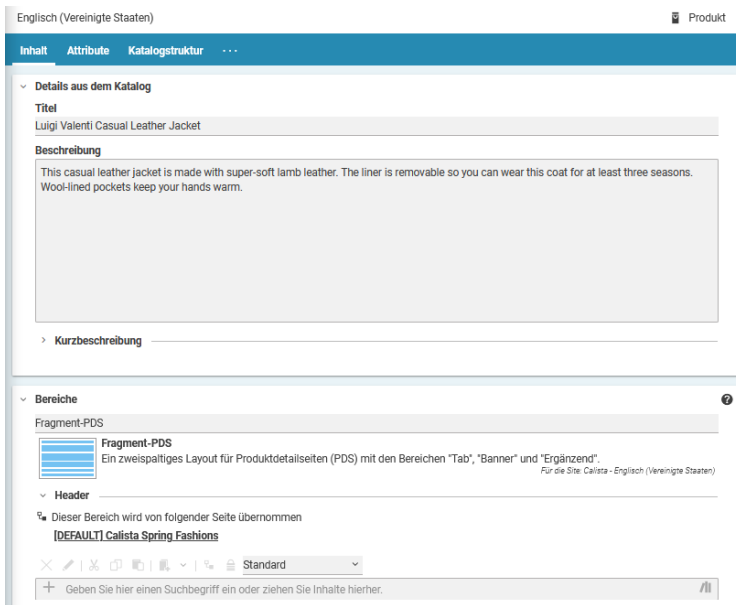 Englisch (Vereinigte Staaten)
Produkt
Inhalt Attribute Katalogstruktur ···
Details aus dem Katalog
Titel
Luigi Valenti Casual Leather Jacket
Beschreibung
This casual leather jacket is made with super-soft lamb leather. The liner is removable so you can wear this coat for at least three seasons.
Wool-lined pockets keep your hands warm.
Kurzbeschreibung
Bereiche
Fragment-PDS
Fragment-PDS
Ein zweispaltiges Layout für Produktdetailseiten (PDS) mit den Bereichen "Tab", "Banner" und "Ergänzend".
Für die Site: Calista - Englisch (Vereinigte Staaten)
Header
Dieser Bereich wird von folgender Seite übernommen
[DEFAULT] Calista Spring Fashions
Standard
Geben Sie hier einen Suchbegriff ein oder ziehen Sie Inhalte hierher.